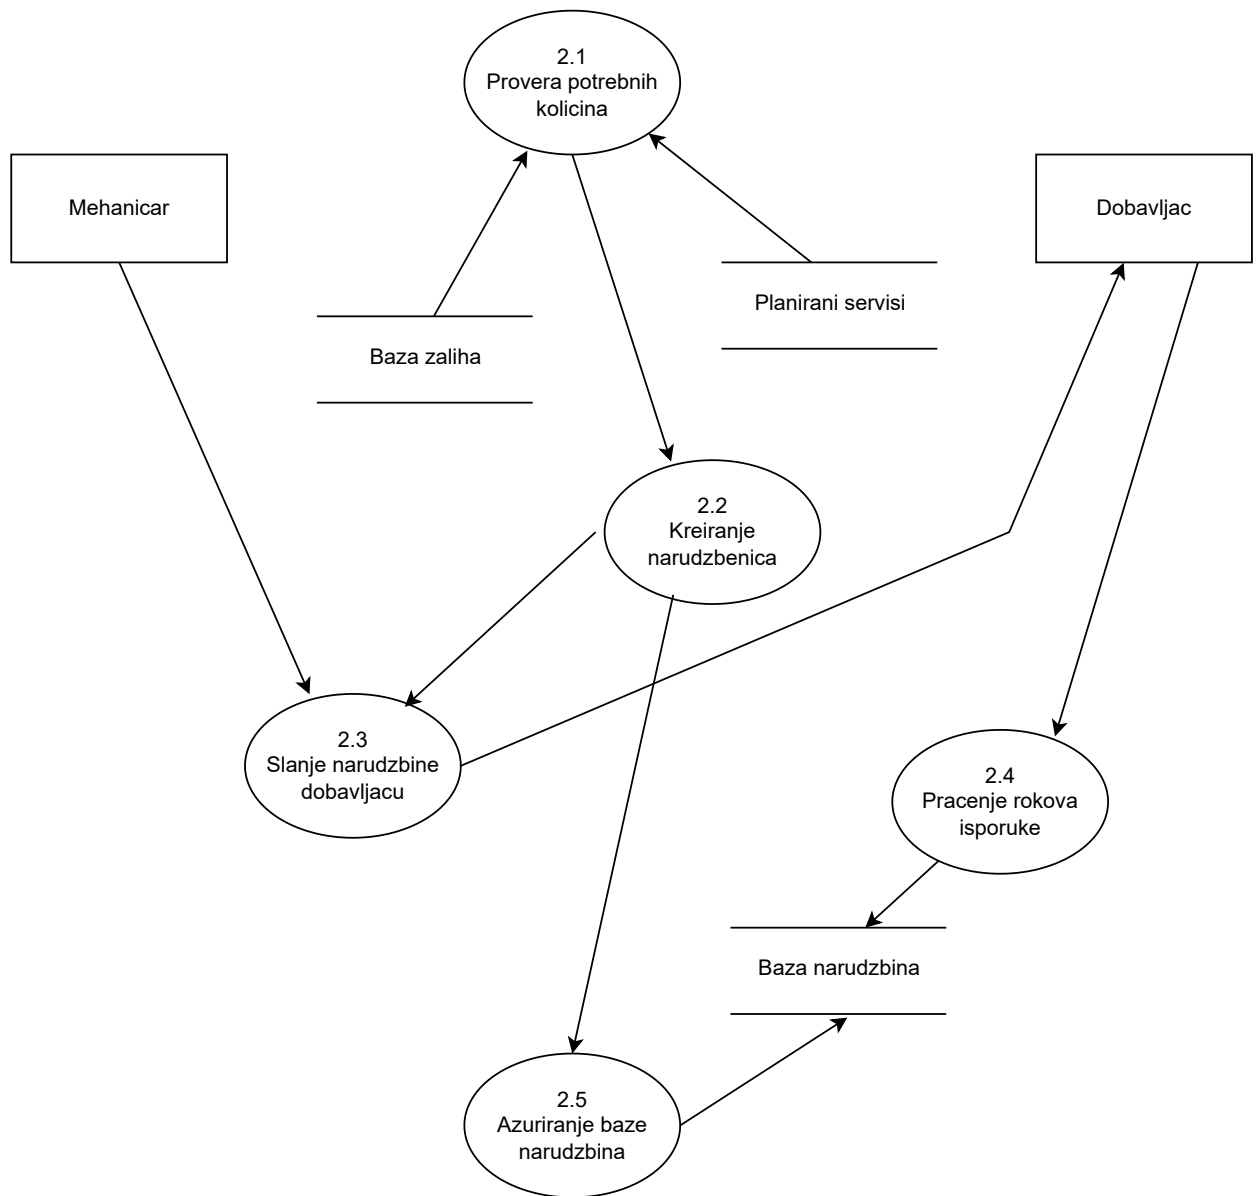 2.1
Provera potrebnih
kolicina
Mehanicar
Dobavljac
Planirani servisi
Baza zaliha
2.2
Kreiranje
narudzbenica
2.3
Slanje narudzbine
dobavljacu
2.4
Pracenje rokova
isporuke
Baza narudzbina
2.5
Azuriranje baze
narudzbina